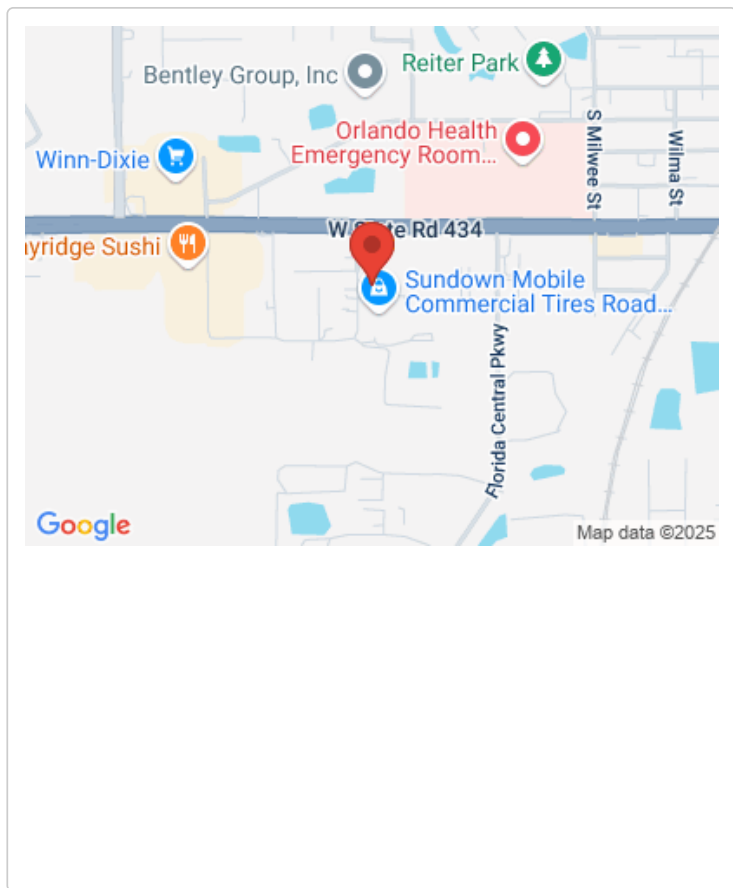 Bentley Group, Inc
Reiter Park
Orlando Health
Emergency Room...
S Milwee St
Wilma St
Winn-Dixie
W State Rd 434
ayridge Sushi
Sundown Mobile
Commercial Tires Road...
Florida Central Pkwy
Google
Map data ©2025